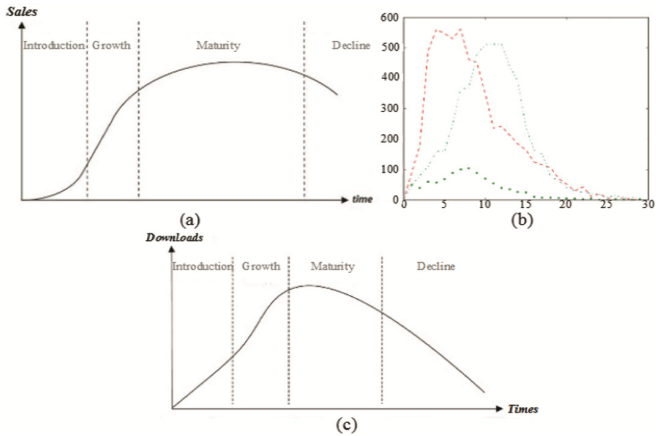 Sales
Introduction Growth Maturity Decline
time
(a)
600
500
400
300
200
100
0
0 5 10 15 20 25 30
(b)
Downloads
Introduction Growth Maturity Decline
Times
(c)